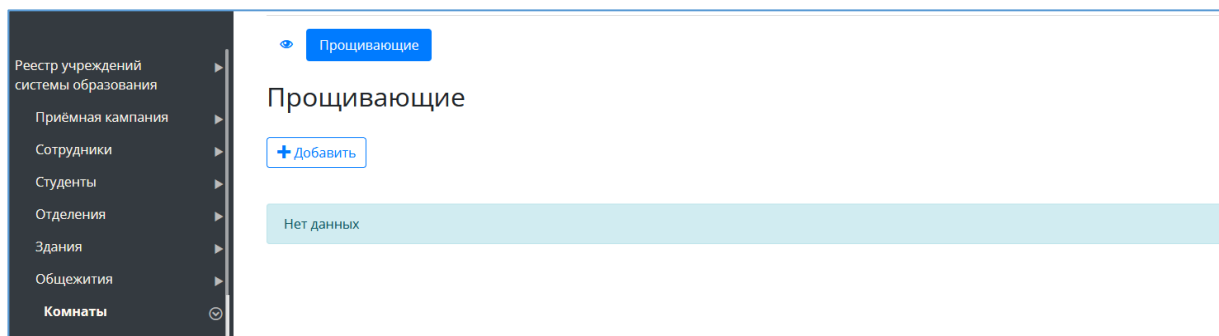 Реестр учреждений
системы образования
Приёмная кампания
Сотрудники
Студенты
Отделения
Здания
Общежития
Комнаты
Прощивающие
Прощивающие
Добавить
Нет данных